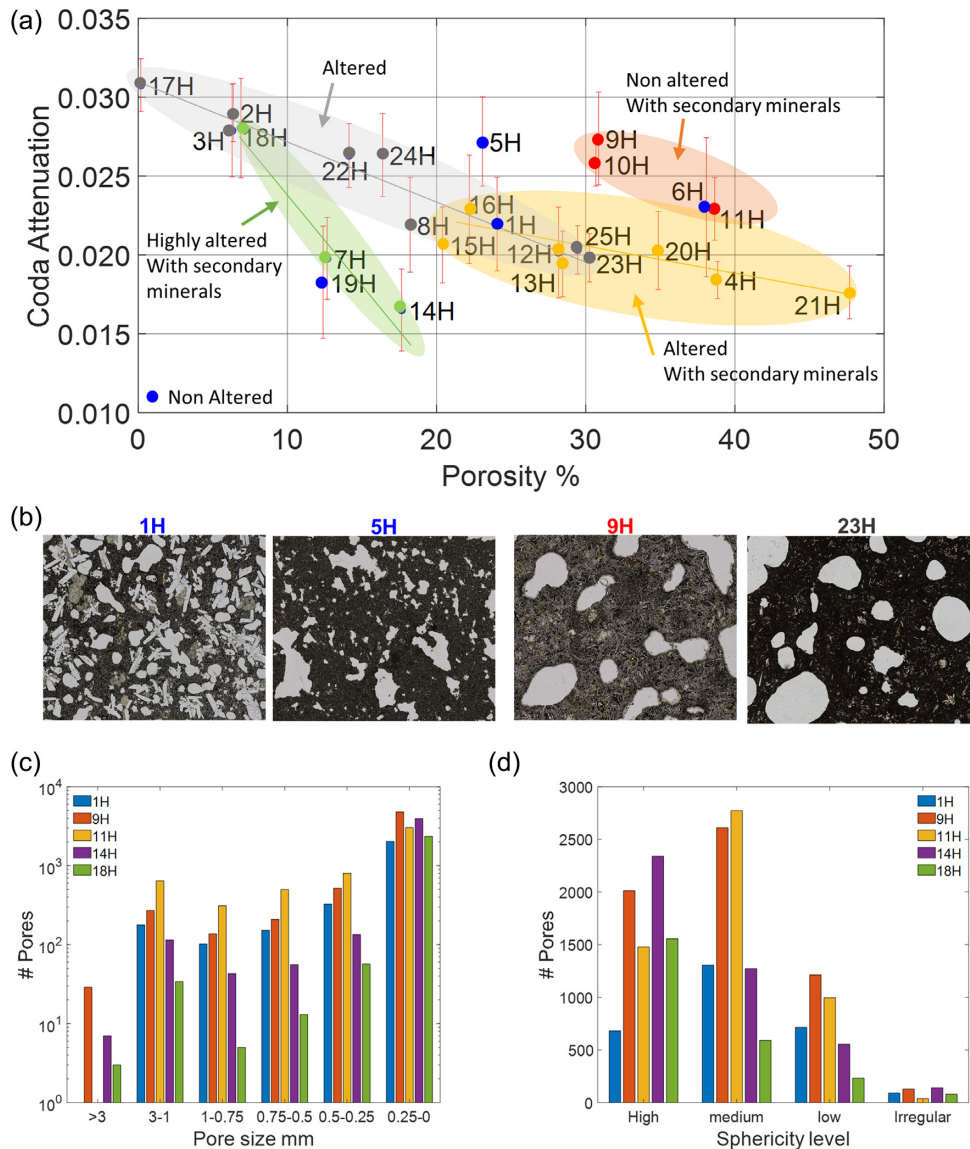 (a)
0.035
0.030
0.025
0.020
0.015
0.010
Coda Attenuation
17H
2H
3H
18H
22H
24H
5H
8H
16H
1H
15H
12H
13H
25H
23H
9H
10H
6H
11H
20H
4H
21H
7H
19H
14H
Altered
Non altered
With secondary minerals
Highly altered
With secondary
minerals
Altered
With secondary minerals
Non Altered
0 10 20 30 40 50
Porosity %
(b)
1H 5H 9H 23H
(c)
10^4
10^3
10^2
10^1
10^0
# Pores
1H
9H
11H
14H
18H
>3 3-1 1-0.75 0.75-0.5 0.5-0.25 0.25-0
Pore size mm
(d)
3000
2500
2000
1500
1000
500
0
# Pores
1H
9H
11H
14H
18H
High medium low Irregular
Sphericity level